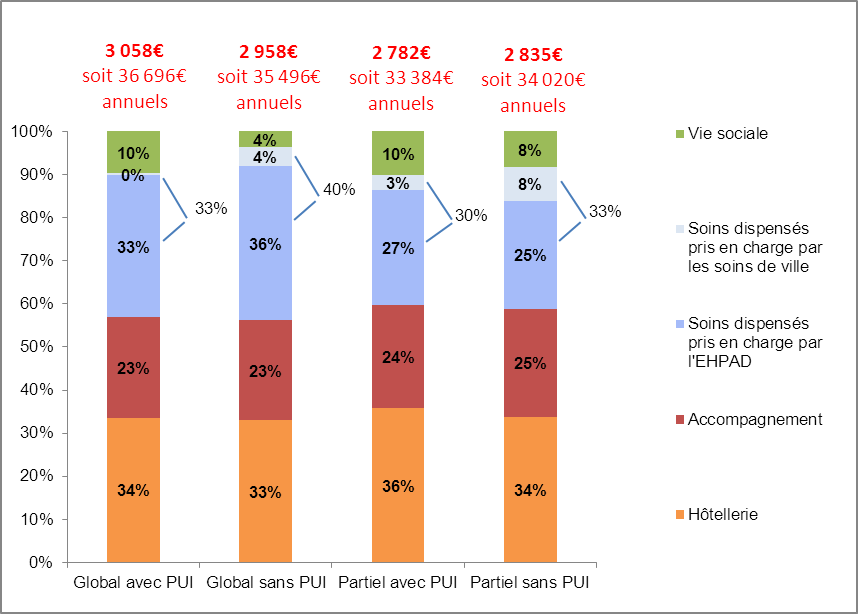 3 058€
soit 36 696€
annuels
2 958€
soit 35 496€
annuels
2 782€
soit 33 384€
annuels
2 835€
soit 34 020€
annuels
100%
90%
80%
70%
60%
50%
40%
30%
20%
10%
0%
10%
0%
33%
33%
23%
34%
4%
4%
40%
36%
23%
33%
10%
3%
30%
27%
24%
36%
8%
8%
33%
25%
25%
34%
Global avec PUI
Global sans PUI
Partiel avec PUI
Partiel sans PUI
Vie sociale
Soins dispensés
pris en charge par
les soins de ville
Soins dispensés
pris en charge par
l'EHPAD
Accompagnement
Hôtellerie